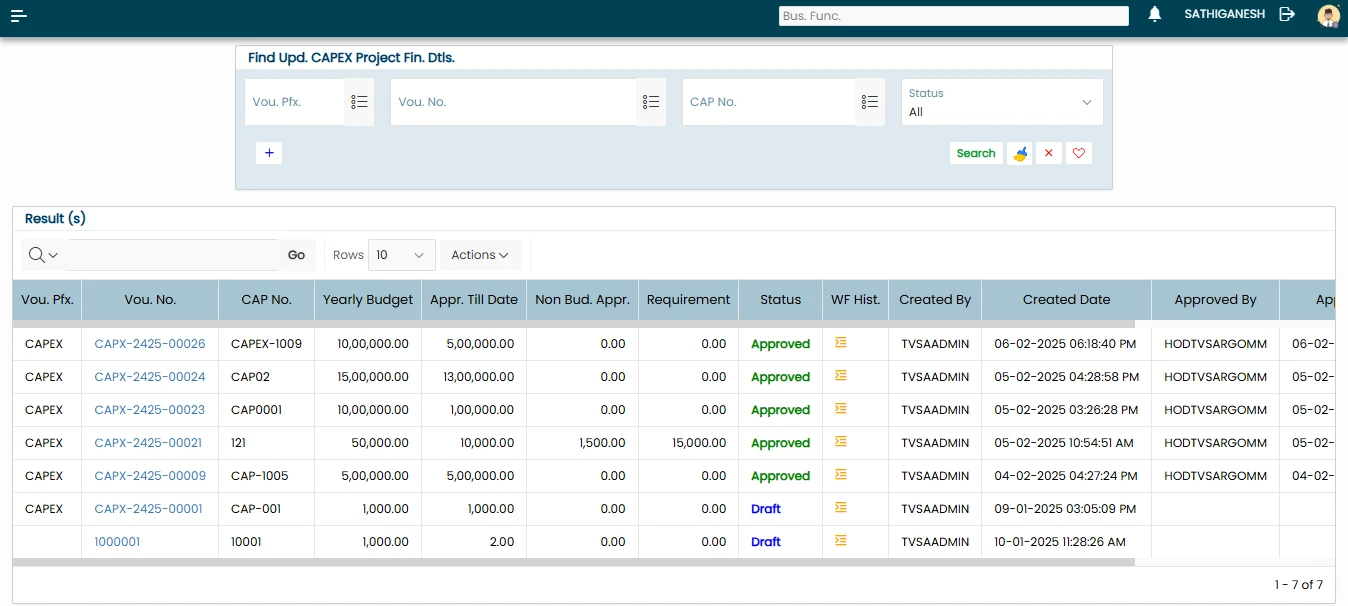 Bus. Func.
SATHIGANESH
Find Upd. CAPEX Project Fin. Dtls.
Vou. Pfx. Vou. No. CAP No. Status
All
+ Search
Result (s)
Go Rows 10 Actions
Vou. Pfx. Vou. No. CAP No. Yearly Budget Appr. Till Date Non Bud. Appr. Requirement Status WF Hist. Created By Created Date Approved By
CAPEX CAPX-2425-00026 CAPEX-1009 10,00,000.00 5,00,000.00 0.00 0.00 Approved TVSAADMIN 06-02-2025 06:18:40 PM HODTVSARGOMM 06-02-
CAPEX CAPX-2425-00024 CAP02 15,00,000.00 13,00,000.00 0.00 0.00 Approved TVSAADMIN 05-02-2025 04:28:58 PM HODTVSARGOMM 05-02-
CAPEX CAPX-2425-00023 CAP0001 10,00,000.00 1,00,000.00 0.00 0.00 Approved TVSAADMIN 05-02-2025 03:26:28 PM HODTVSARGOMM 05-02-
CAPEX CAPX-2425-00021 121 50,000.00 10,000.00 1,500.00 15,000.00 Approved TVSAADMIN 05-02-2025 10:54:51 AM HODTVSARGOMM 05-02-
CAPEX CAPX-2425-00009 CAP-1005 5,00,000.00 5,00,000.00 0.00 0.00 Approved TVSAADMIN 04-02-2025 04:27:24 PM HODTVSARGOMM 04-02-
CAPEX CAPX-2425-00001 CAP-001 1,000.00 1,000.00 0.00 0.00 Draft TVSAADMIN 09-01-2025 03:05:09 PM
1000001 10001 1,000.00 2.00 0.00 0.00 Draft TVSAADMIN 10-01-2025 11:28:26 AM
1 - 7 of 7